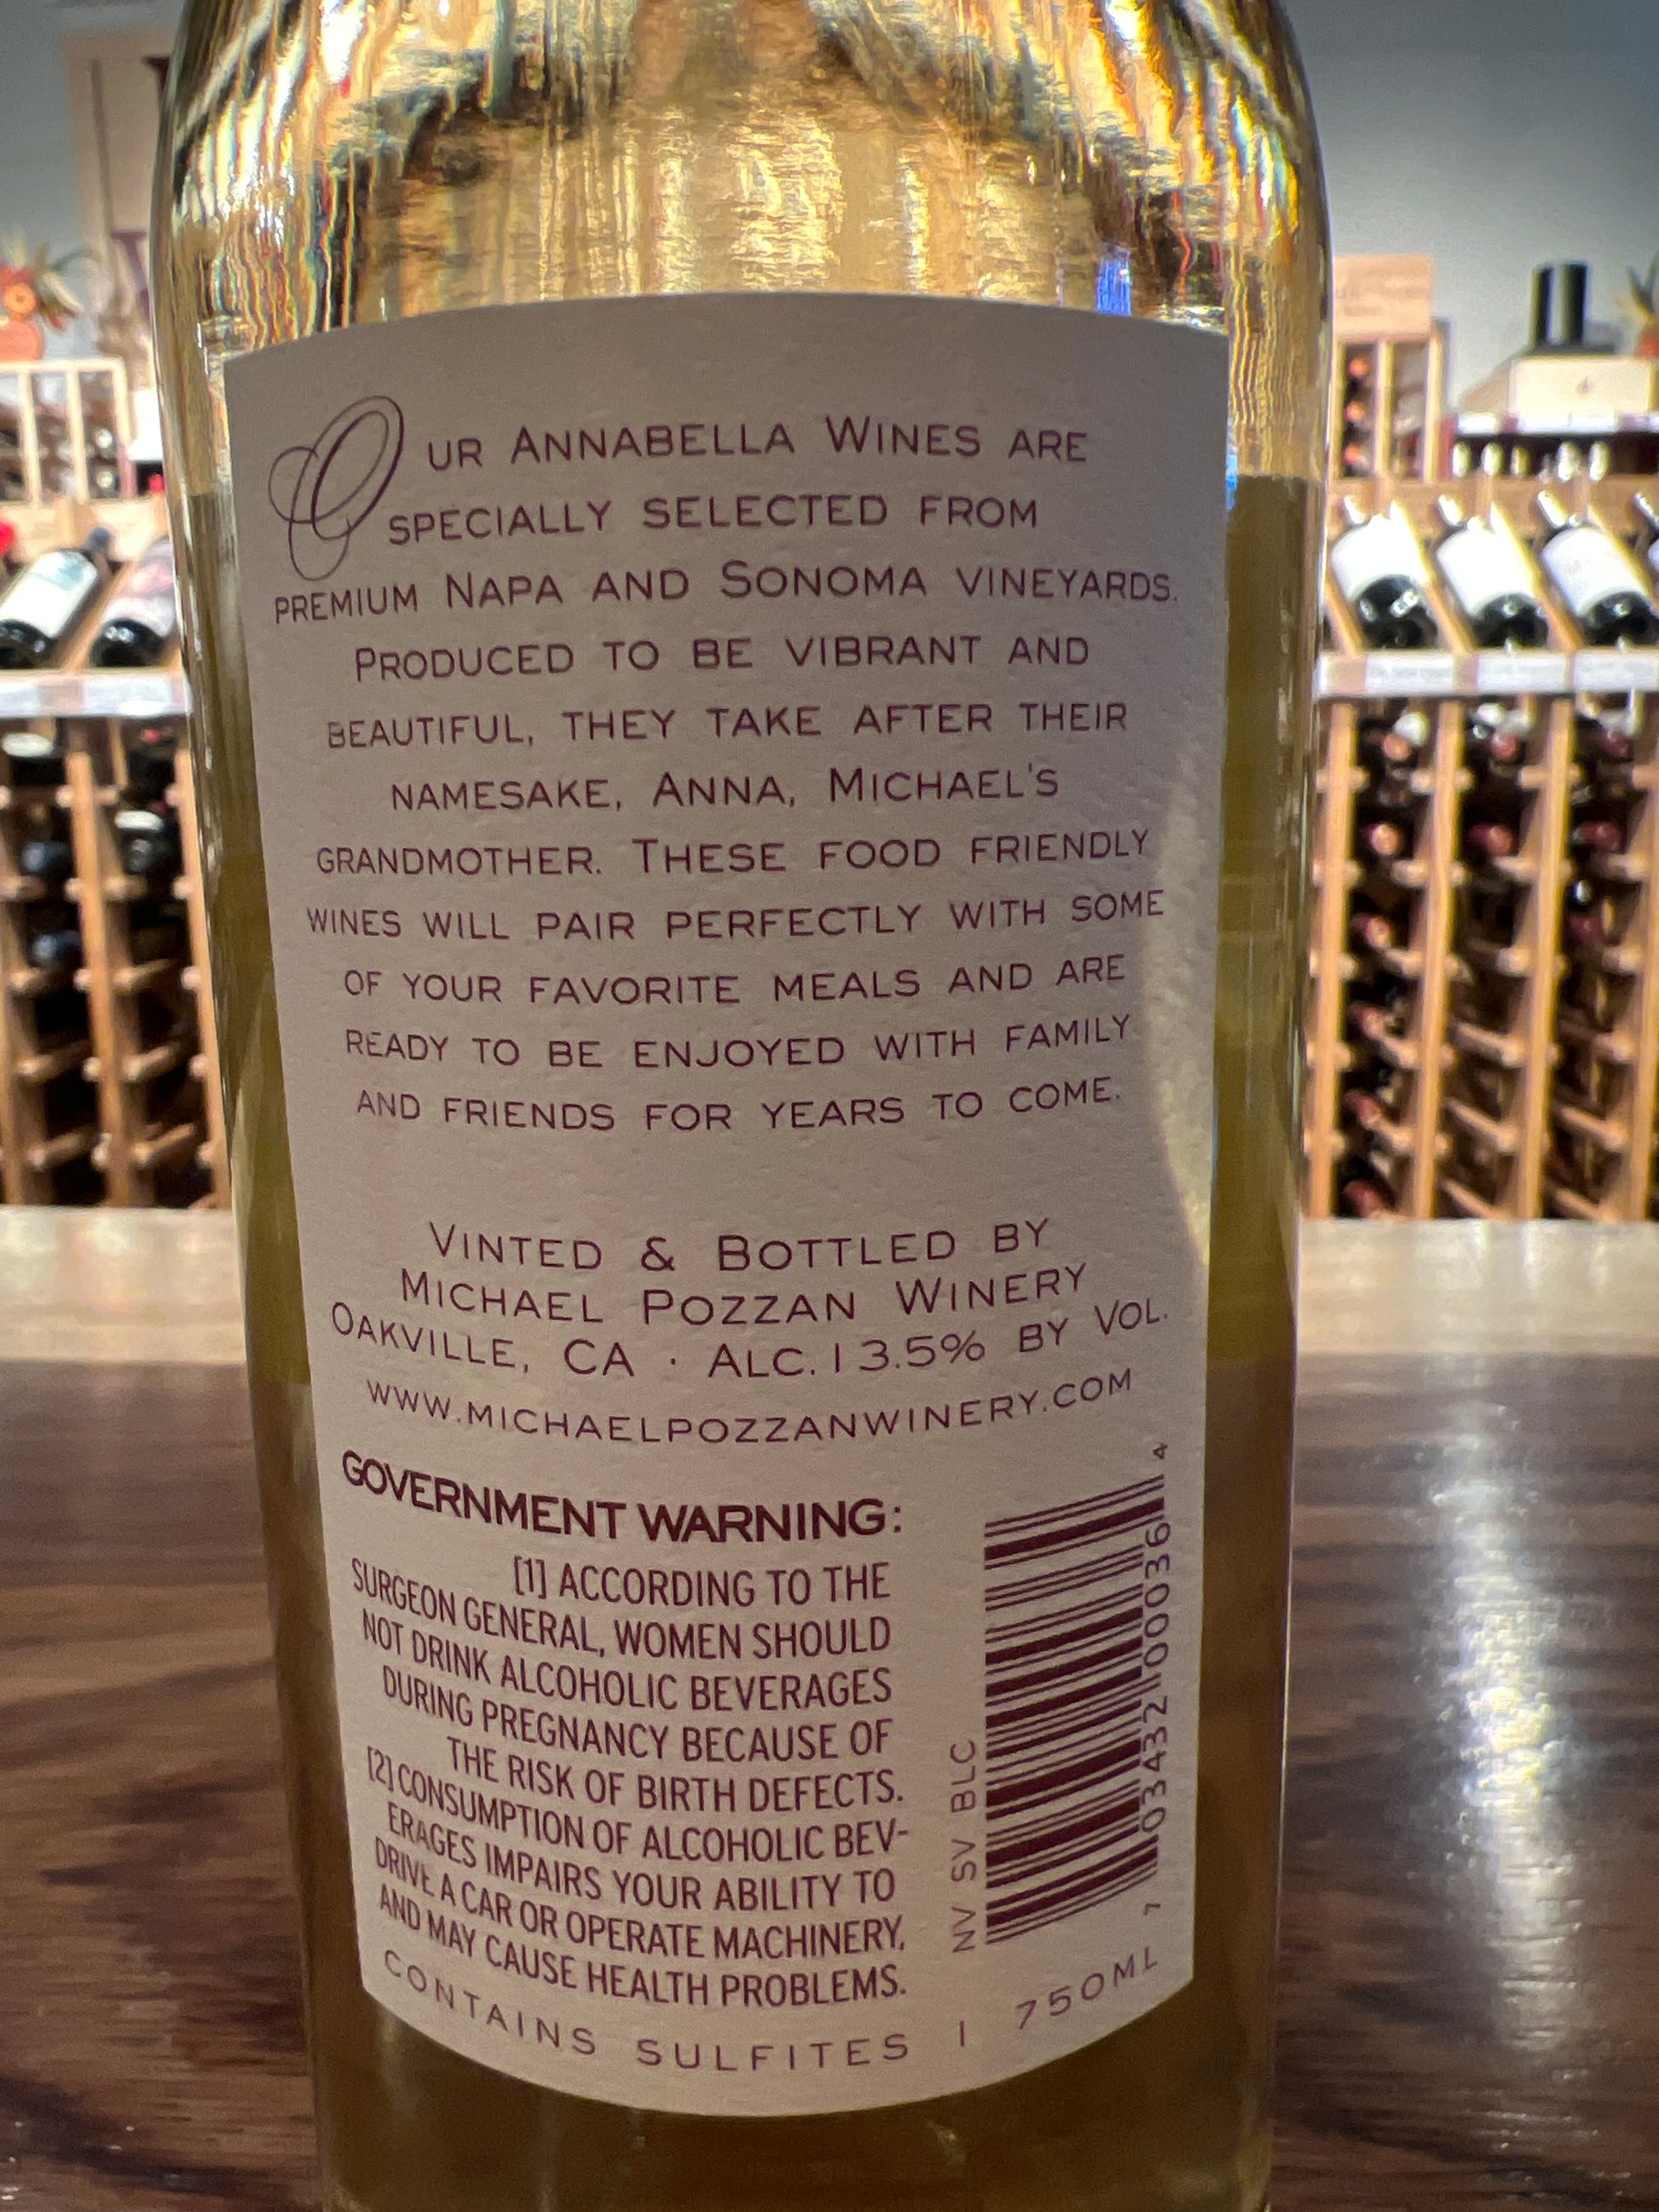 OUR ANNABELLA WINES ARE
SPECIALLY SELECTED FROM
PREMIUM NAPA AND SONOMA VINEYARDS.
PRODUCED TO BE VIBRANT AND
BEAUTIFUL, THEY TAKE AFTER THEIR
NAMESAKE, ANNA, MICHAEL'S
GRANDMOTHER. THESE FOOD FRIENDLY
WINES WILL PAIR PERFECTLY WITH SOME
OF YOUR FAVORITE MEALS AND ARE
READY TO BE ENJOYED WITH FAMILY
AND FRIENDS FOR YEARS TO COME.
VINTED & BOTTLED BY
MICHAEL POZZAN WINERY
OAKVILLE, CA · ALC. 13.5% BY VOL.
WWW.MICHAELPOZZANWINERY.COM
GOVERNMENT WARNING:
[1] ACCORDING TO THE
SURGEON GENERAL, WOMEN SHOULD
NOT DRINK ALCOHOLIC BEVERAGES
DURING PREGNANCY BECAUSE OF
THE RISK OF BIRTH DEFECTS.
[2] CONSUMPTION OF ALCOHOLIC BEV-
ERAGES IMPAIRS YOUR ABILITY TO
DRIVE A CAR OR OPERATE MACHINERY,
AND MAY CAUSE HEALTH PROBLEMS.
NV SV BLC
7 03432 00036 4
CONTAINS SULFITES | 750ML